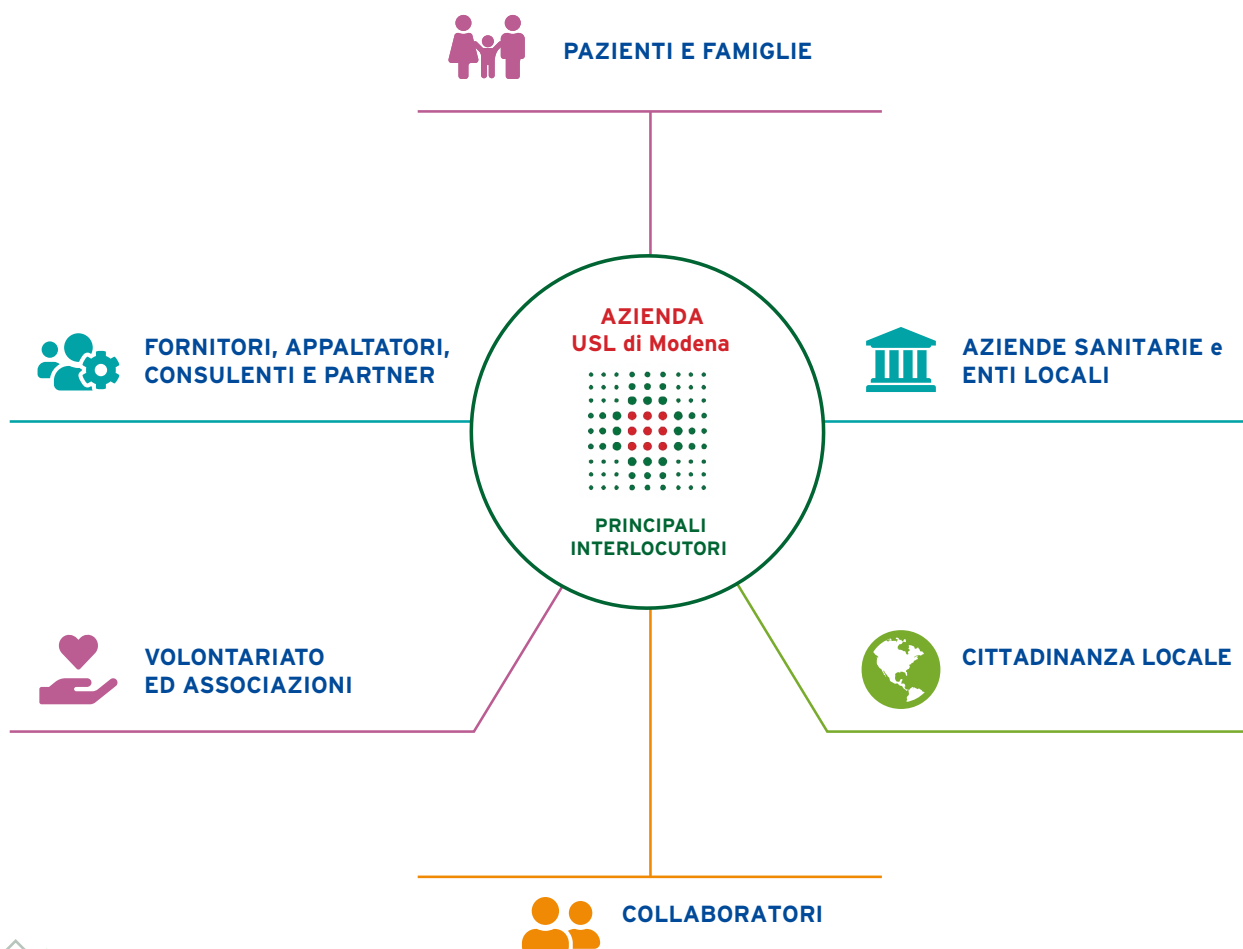 PAZIENTI E FAMIGLIE
AZIENDA
USL di Modena
PRINCIPALI
INTERLOCUTORI
FORNITORI, APPALTATORI,
CONSULENTI E PARTNER
AZIENDE SANITARIE e
ENTI LOCALI
VOLONTARIATO
ED ASSOCIAZIONI
CITTADINANZA LOCALE
COLLABORATORI